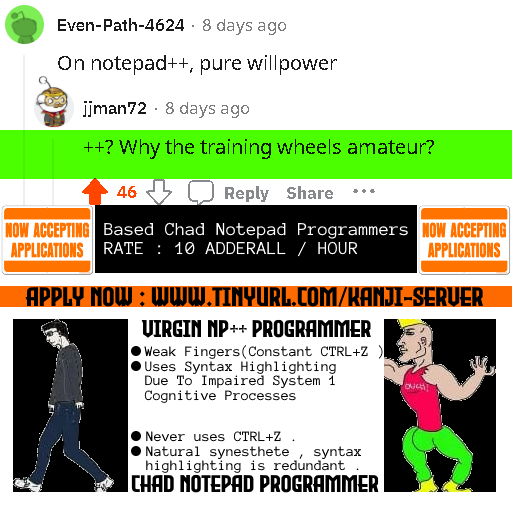 Even-Path-4624 · 8 days ago
On notepad++, pure willpower
jjman72 · 8 days ago
++? Why the training wheels amateur?
46 Reply Share ···
NOW ACCEPTING
APPLICATIONS
Based Chad Notepad Programmers
RATE : 10 ADDERALL / HOUR
NOW ACCEPTING
APPLICATIONS
APPLY NOW : WWW.TINYURL.COM/KANJI-SERVER
VIRGIN NP++ PROGRAMMER
●Weak Fingers(Constant CTRL+Z )
●Uses Syntax Highlighting
Due To Impaired System 1
Cognitive Processes
●Never uses CTRL+Z .
●Natural synesthete , syntax
highlighting is redundant .
CHAD NOTEPAD PROGRAMMER